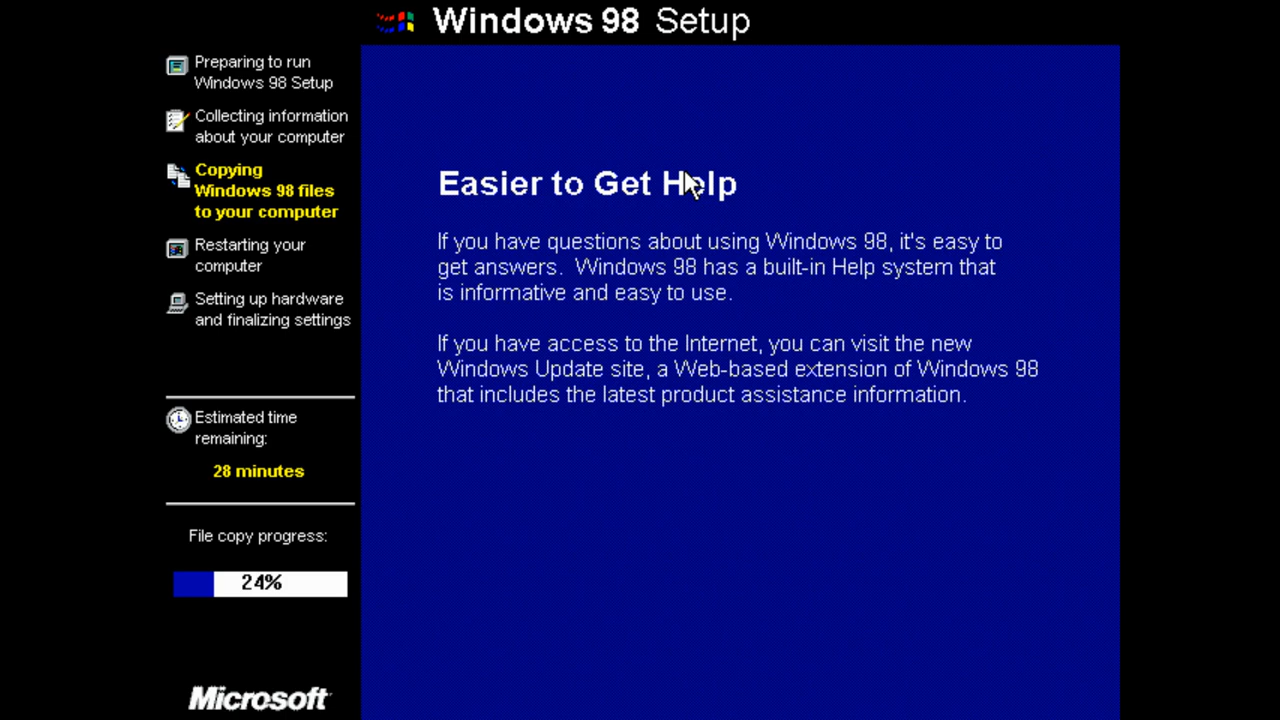 Windows 98 Setup
Preparing to run
Windows 98 Setup
Collecting information
about your computer
Copying
Windows 98 files
to your computer
Restarting your
computer
Setting up hardware
and finalizing settings
Estimated time
remaining:
28 minutes
File copy progress:
24%
Microsoft
Easier to Get Help
If you have questions about using Windows 98, it's easy to
get answers.  Windows 98 has a built-in Help system that
is informative and easy to use.
If you have access to the Internet, you can visit the new
Windows Update site, a Web-based extension of Windows 98
that includes the latest product assistance information.